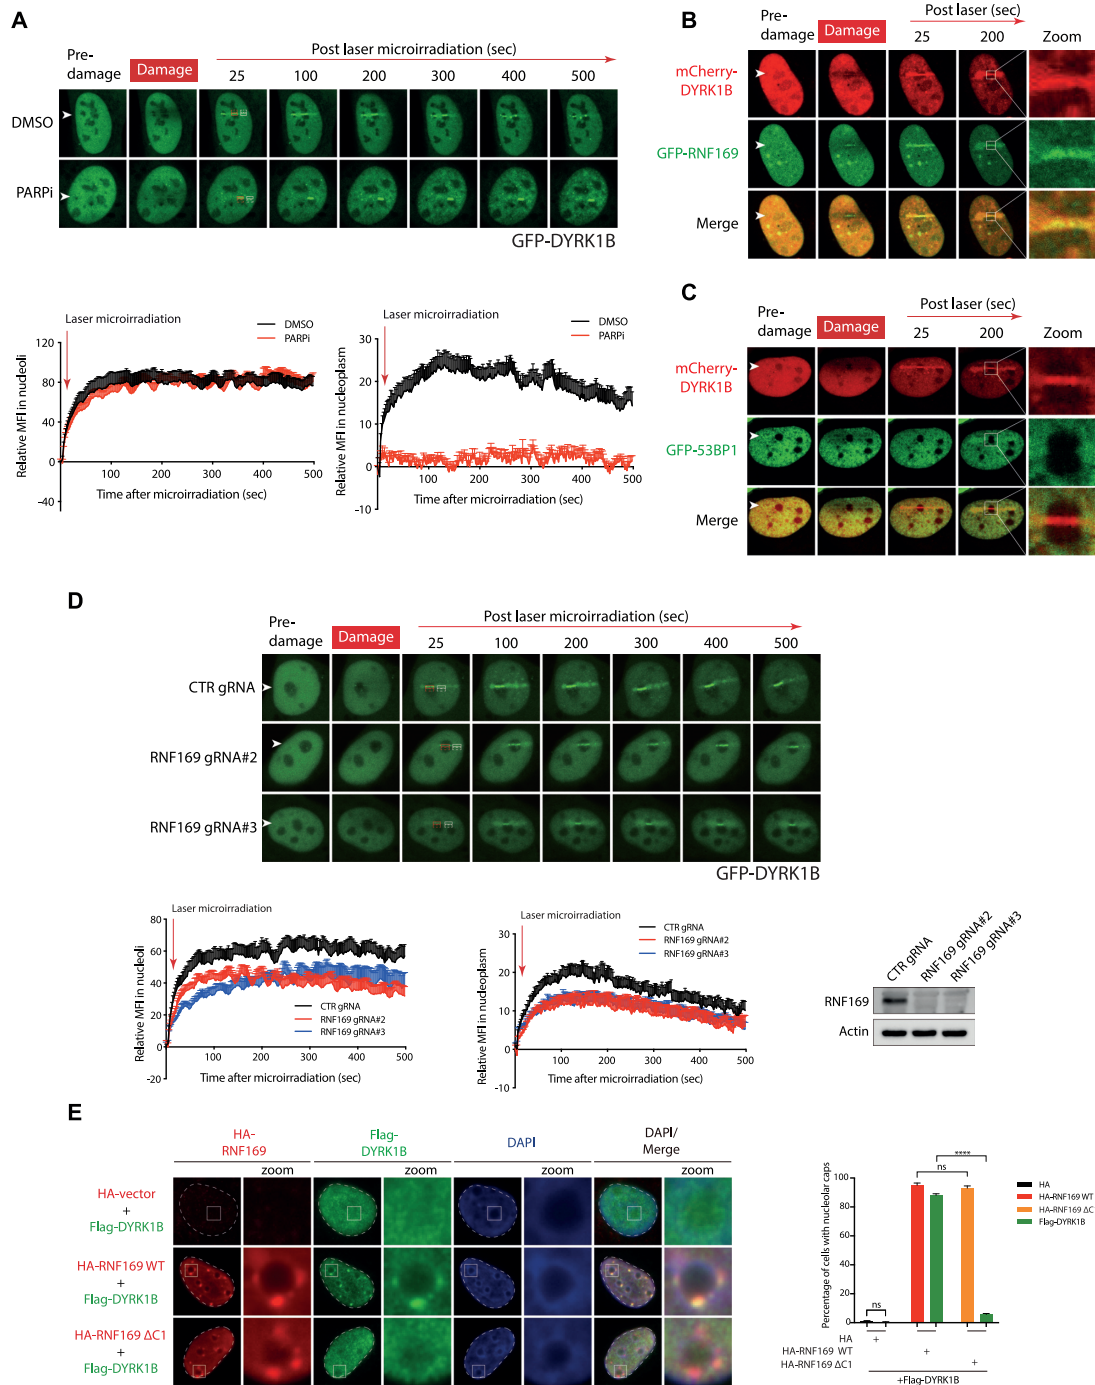 A
Pre-
damage
Damage
Post laser microirradiation (sec)
25 100 200 300 400 500
DMSO
PARPi
GFP-DYRK1B
Laser microirradiation
DMSO
PARPi
Relative MFI in nucleoli
120
80
40
0
-40
100 200 300 400 500
Time after microirradiation (sec)
Laser microirradiation
DMSO
PARPi
Relative MFI in nucleoplasm
30
20
10
0
-10
100 200 300 400 500
Time after microirradiation (sec)
B
Pre-
damage
Damage
Post laser (sec)
25 200
Zoom
mCherry-
DYRK1B
GFP-RNF169
Merge
C
Pre-
damage
Damage
Post laser (sec)
25 200
Zoom
mCherry-
DYRK1B
GFP-53BP1
Merge
D
Pre-
damage
Damage
Post laser microirradiation (sec)
25 100 200 300 400 500
CTR gRNA
RNF169 gRNA#2
RNF169 gRNA#3
GFP-DYRK1B
Laser microirradiation
Relative MFI in nucleoli
80
60
40
20
0
-20
100 200 300 400 500
CTR gRNA
RNF169 gRNA#2
RNF169 gRNA#3
Time after microirradiation (sec)
Laser microirradiation
CTR gRNA
RNF169 gRNA#2
RNF169 gRNA#3
Relative MFI in nucleoplasm
30
20
10
0
-10
100 200 300 400 500
Time after microirradiation (sec)
CTR gRNA
RNF169 gRNA#2
RNF169 gRNA#3
RNF169
Actin
E
HA-
RNF169
Flag-
DYRK1B
DAPI
DAPI/
Merge
zoom zoom zoom zoom
HA-vector
+
Flag-DYRK1B
HA-RNF169 WT
+
Flag-DYRK1B
HA-RNF169 ΔC1
+
Flag-DYRK1B
Percentage of cells with nucleolar caps
100
80
60
40
20
0
ns
ns
****
HA
HA-RNF169 WT
HA-RNF169 ΔC1
Flag-DYRK1B
HA +
HA-RNF169 WT +
HA-RNF169 ΔC1 +
+Flag-DYRK1B